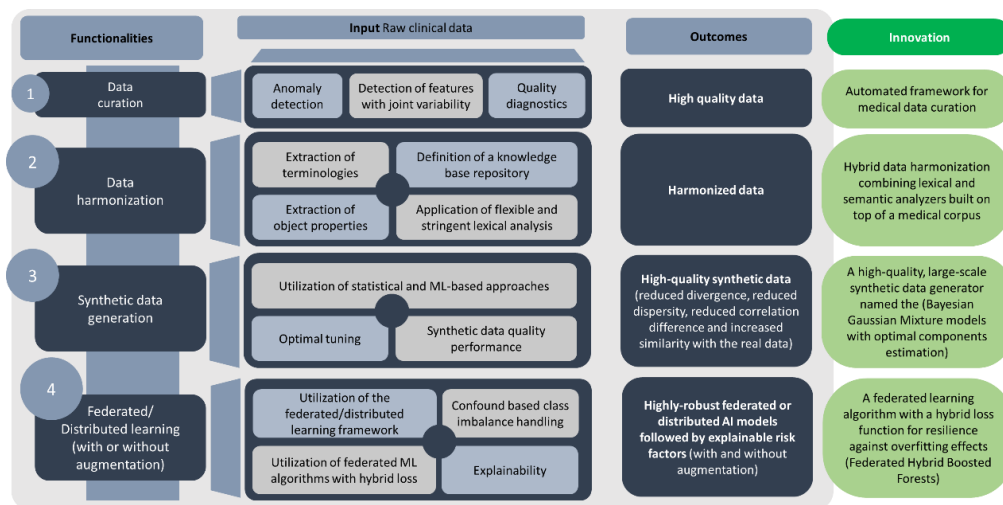 Functionalities
Input Raw clinical data
Outcomes
Innovation
1
Data
curation
Anomaly
detection
Detection of features
with joint variability
Quality
diagnostics
High quality data
Automated framework for
medical data curation
2
Data
harmonization
Extraction of
terminologies
Definition of a knowledge
base repository
Extraction of
object properties
Application of flexible and
stringent lexical analysis
Harmonized data
Hybrid data harmonization
combining lexical and
semantic analyzers built on
top of a medical corpus
3
Synthetic data
generation
Utilization of statistical and ML-based approaches
Optimal tuning
Synthetic data quality
performance
High-quality synthetic data
(reduced divergence, reduced
dispersity, reduced correlation
difference and increased
similarity with the real data)
A high-quality, large-scale
synthetic data generator
named the (Bayesian
Gaussian Mixture models
with optimal components
estimation)
4
Federated/
Distributed learning
(with or without
augmentation)
Utilization of the
federated/distributed
learning framework
Confound based class
imbalance handling
Utilization of federated ML
algorithms with hybrid loss
Explainability
Highly-robust federated or
distributed AI models
followed by explainable risk
factors (with and without
augmentation)
A federated learning
algorithm with a hybrid loss
function for resilience
against overfitting effects
(Federated Hybrid Boosted
Forests)